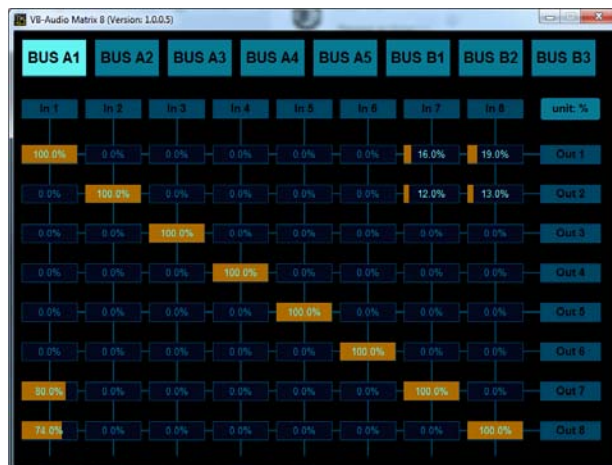 VB-Audio Matrix 8 (Version: 1.0.0.5)
BUS A1 BUS A2 BUS A3 BUS A4 BUS A5 BUS B1 BUS B2 BUS B3
In 1 In 2 In 3 In 4 In 5 In 6 In 7 In 8 unit: %
100.0% 0.0% 0.0% 0.0% 0.0% 0.0% 16.0% 19.0% Out 1
0.0% 100.0% 0.0% 0.0% 0.0% 0.0% 12.0% 13.0% Out 2
0.0% 0.0% 100.0% 0.0% 0.0% 0.0% 0.0% 0.0% Out 3
0.0% 0.0% 0.0% 100.0% 0.0% 0.0% 0.0% 0.0% Out 4
0.0% 0.0% 0.0% 0.0% 100.0% 0.0% 0.0% 0.0% Out 5
0.0% 0.0% 0.0% 0.0% 0.0% 100.0% 0.0% 0.0% Out 6
80.0% 0.0% 0.0% 0.0% 0.0% 0.0% 100.0% 0.0% Out 7
74.0% 0.0% 0.0% 0.0% 0.0% 0.0% 0.0% 100.0% Out 8